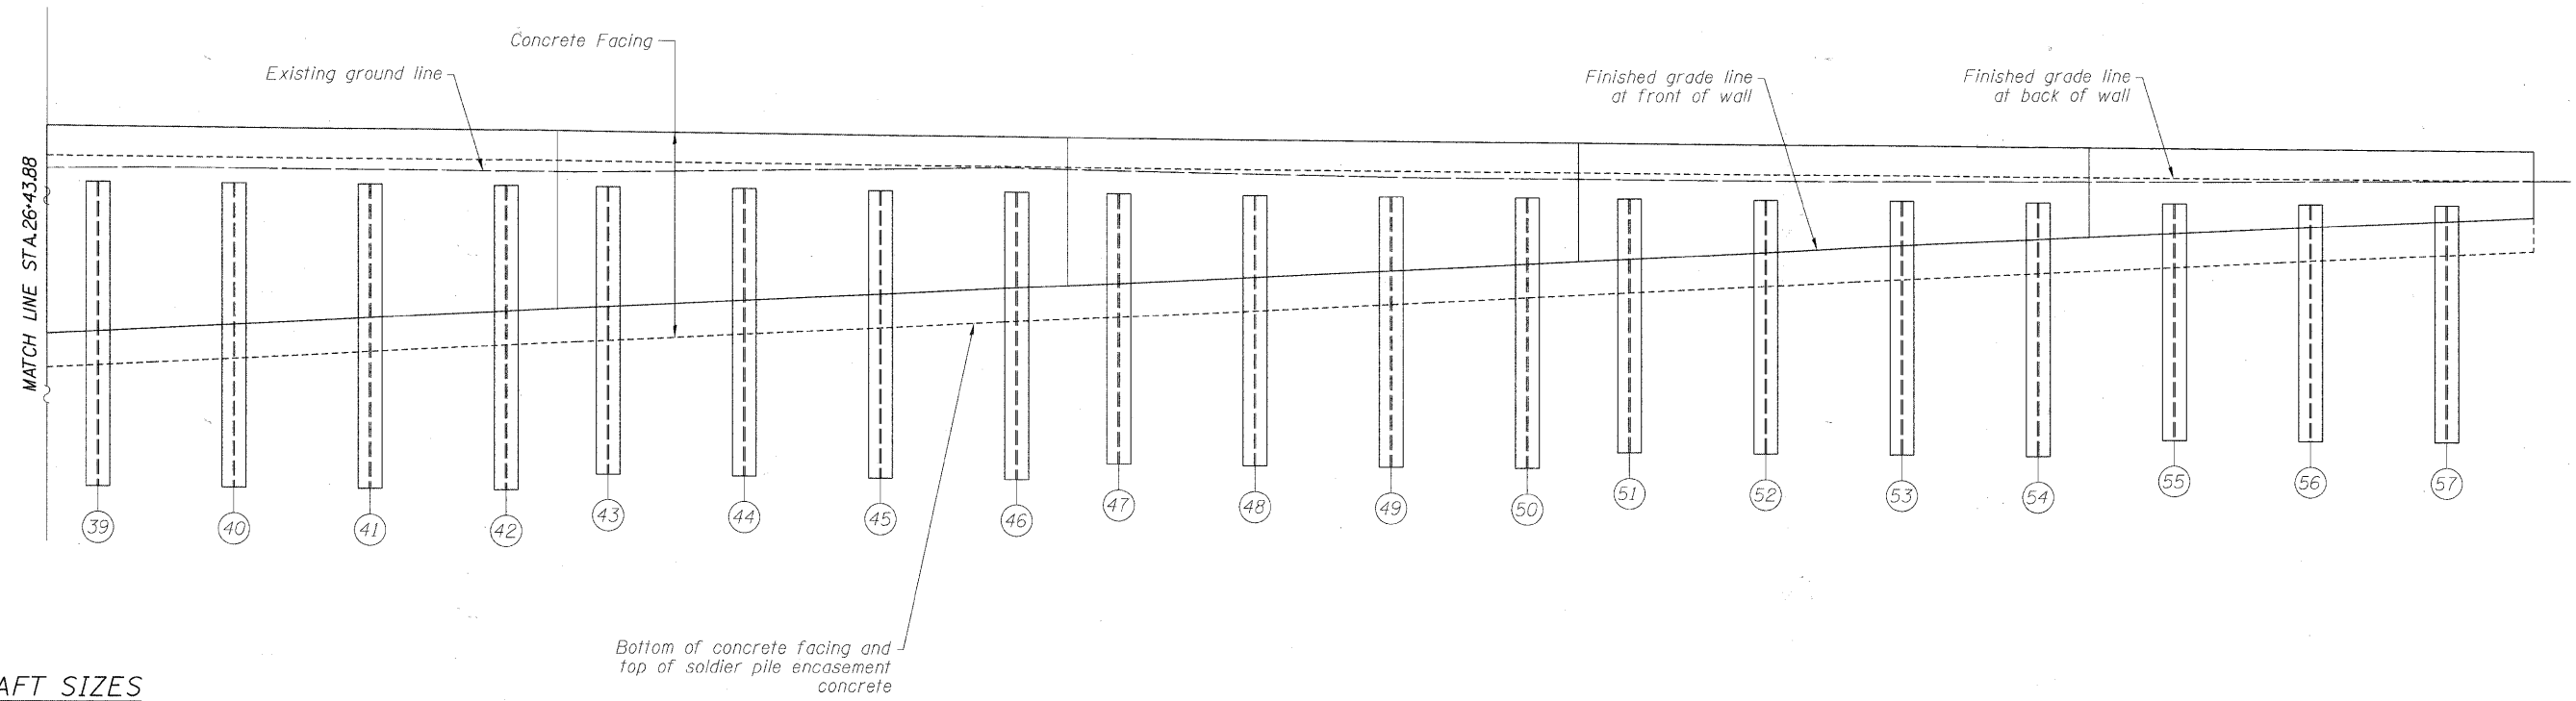 Concrete Facing
Existing ground line
Finished grade line
at front of wall
Finished grade line
at back of wall
MATCH LINE STA.26+43.88
39
40
41
42
43
44
45
46
47
48
49
50
51
52
53
54
55
56
57
Bottom of concrete facing and
top of soldier pile encasement
concrete
AFT SIZES